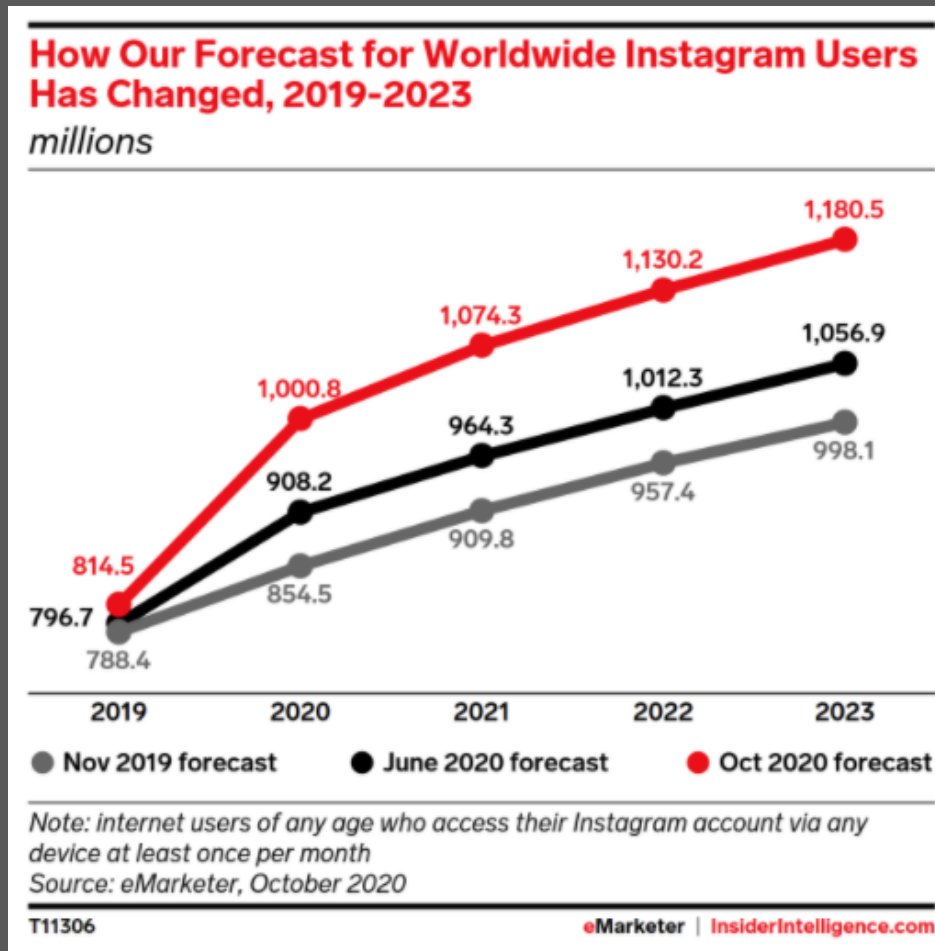 How Our Forecast for Worldwide Instagram Users
Has Changed, 2019-2023
millions
1,180.5
1,130.2
1,074.3
1,056.9
1,000.8
1,012.3
964.3
998.1
908.2
957.4
909.8
814.5
854.5
796.7
788.4
2019 2020 2021 2022 2023
Nov 2019 forecast June 2020 forecast Oct 2020 forecast
Note: internet users of any age who access their Instagram account via any
device at least once per month
Source: eMarketer, October 2020
T11306 eMarketer | InsiderIntelligence.com